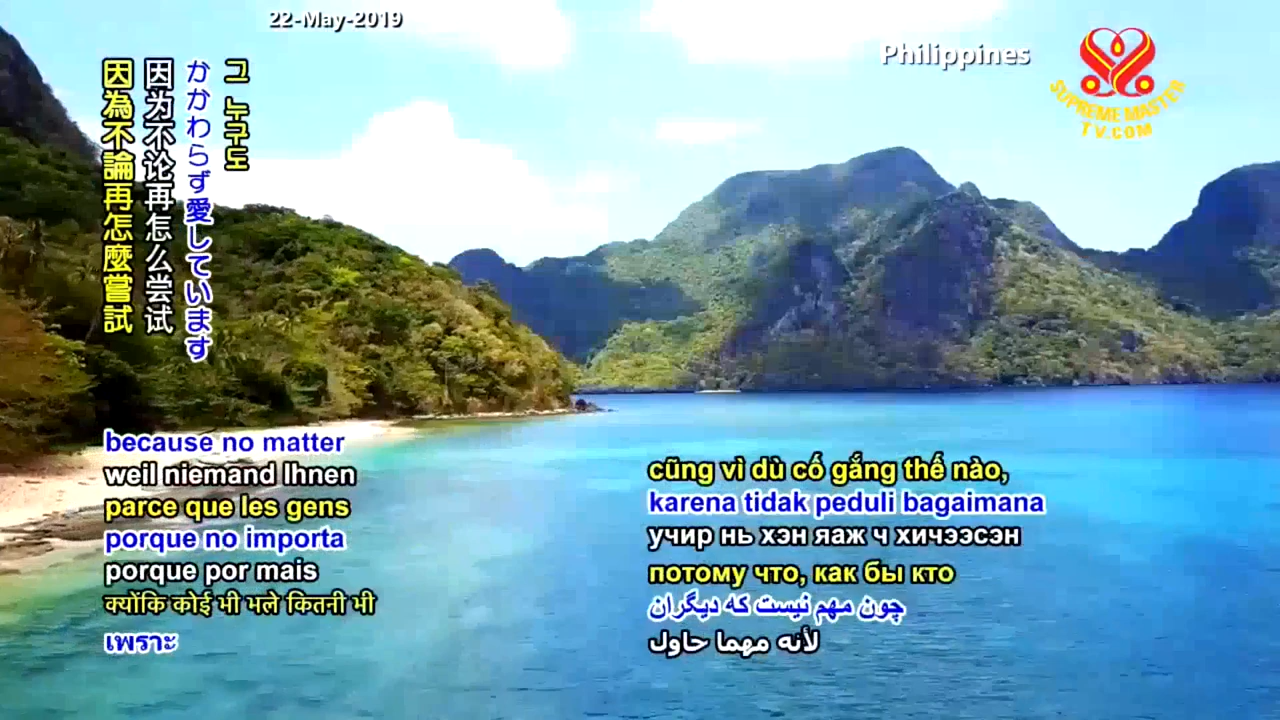 22-May-2019
Philippines
SUPREME MASTER
TV.COM
그 누구도
かかわらず愛しています
因为不论再怎么尝试
因為不論再怎麼嘗試
because no matter
weil niemand Ihnen
parce que les gens
porque no importa
porque por mais
क्योंकि कोई भी भले कितनी भी
เพราะ
cũng vì dù cố gắng thế nào,
karena tidak peduli bagaimana
учир нь хэн яаж ч хичээсэн
потому что, как бы кто
چون مهم نیست که دیگران
لأنه مهما حاول